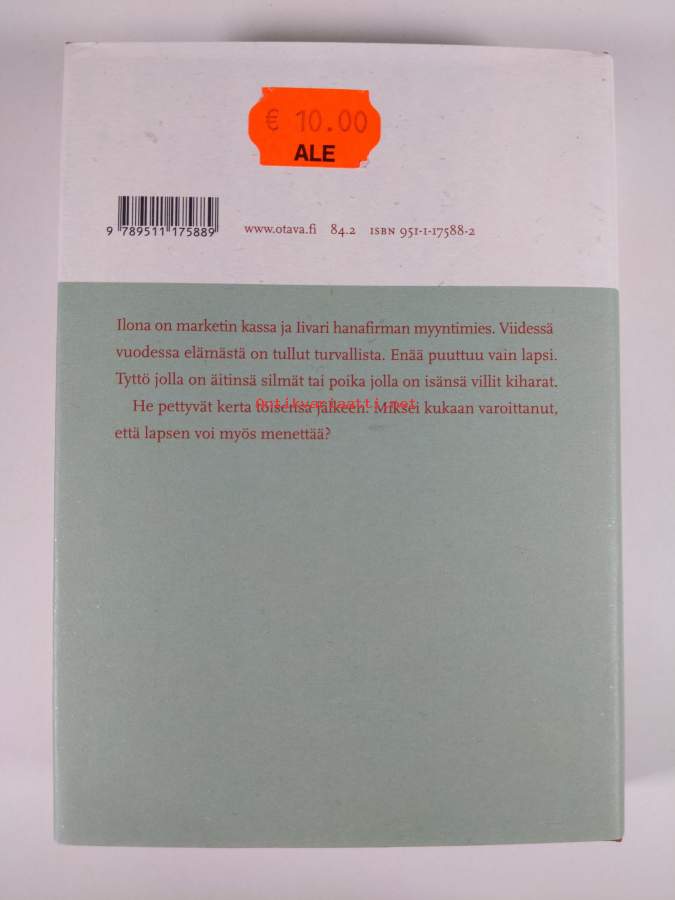 € 10.00
ALE
9 789511 175889
www.otava.fi 84.2 ISBN 951-1-17588-2
Ilona on marketin kassa ja Iivari hanafirman myyntimies. Viidessä
vuodessa elämästä on tullut turvallista. Enää puuttuu vain lapsi.
Tyttö jolla on äitinsä silmät tai poika jolla on isänsä villit kiharat.
He pettyvät kerta toisensa jälkeen. Miksei kukaan varoittanut,
Antikvariaatti.net
että lapsen voi myös menettää?